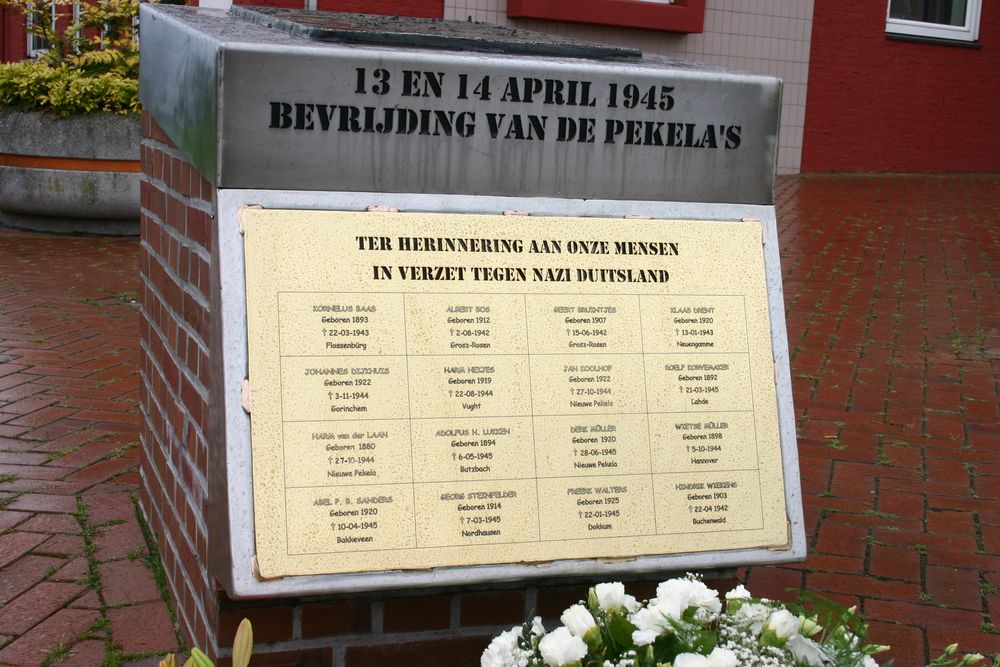 13 EN 14 APRIL 1945
BEVRIJDING VAN DE PEKELA'S
TER HERINNERING AAN ONZE MENSEN
IN VERZET TEGEN NAZI DUITSLAND
KORNELIUS BAAS
Geboren 1893
† 22-03-1943
Flossenbürg
ALBERT BOS
Geboren 1912
† 2-08-1942
Grosz-Rosen
GEERT BRUINTJES
Geboren 1907
† 15-06-1942
Grosz-Rosen
KLAAS DRENT
Geboren 1920
† 13-01-1943
Neuengamme
JOHANNES DIJKHUIS
Geboren 1922
† 3-11-1944
Gorinchem
HARM HEIJES
Geboren 1919
† 22-08-1944
Vught
JAN KOOLHOF
Geboren 1922
† 27-10-1944
Nieuwe Pekela
ROELF KORVEMAKER
Geboren 1892
† 21-03-1945
Lahde
HARM van der LAAN
Geboren 1880
† 27-10-1944
Nieuwe Pekela
ADOLFUS H. LUKKEN
Geboren 1894
† 6-05-1945
Butzbach
DERK MÜLLER
Geboren 1920
† 28-06-1945
Nieuwe Pekela
WIETSE MÜLLER
Geboren 1898
† 5-10-1944
Hannover
ABEL P. B. SANDERS
Geboren 1920
† 10-04-1945
Bakkeveen
GEORG STEINFELDER
Geboren 1914
† 7-03-1945
Nordhausen
FREERK WALTERS
Geboren 1925
† 22-01-1945
Dokkum
HINDRIK WIEKENS
Geboren 1903
† 22-04 1942
Buchenwald